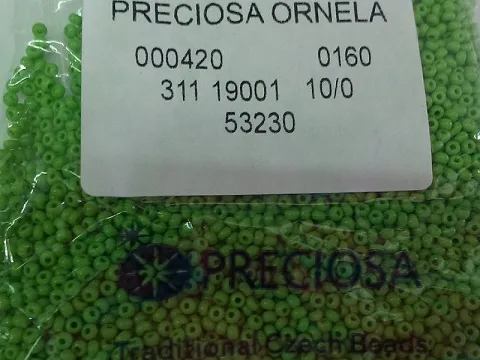 PRECIOSA ORNELA
000420 0160
311 19001 10/0
53230
PRECIOSA
Traditional Czech Beads